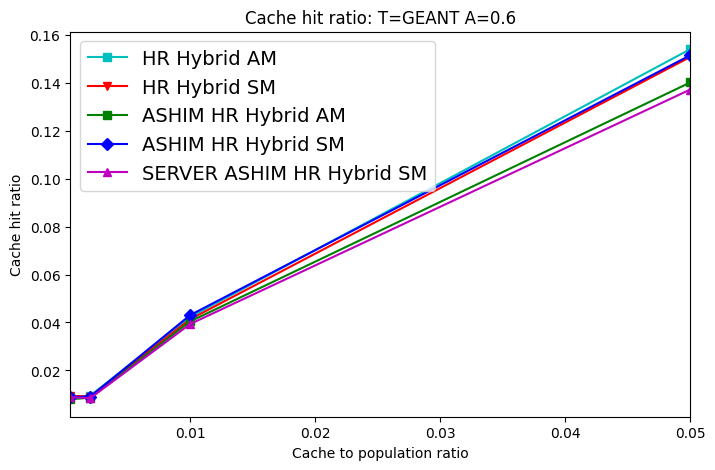 Cache hit ratio: T=GEANT A=0.6
0.16
0.14
0.12
0.10
0.08
0.06
0.04
0.02
Cache hit ratio
HR Hybrid AM
HR Hybrid SM
ASHIM HR Hybrid AM
ASHIM HR Hybrid SM
SERVER ASHIM HR Hybrid SM
0.01 0.02 0.03 0.04 0.05
Cache to population ratio